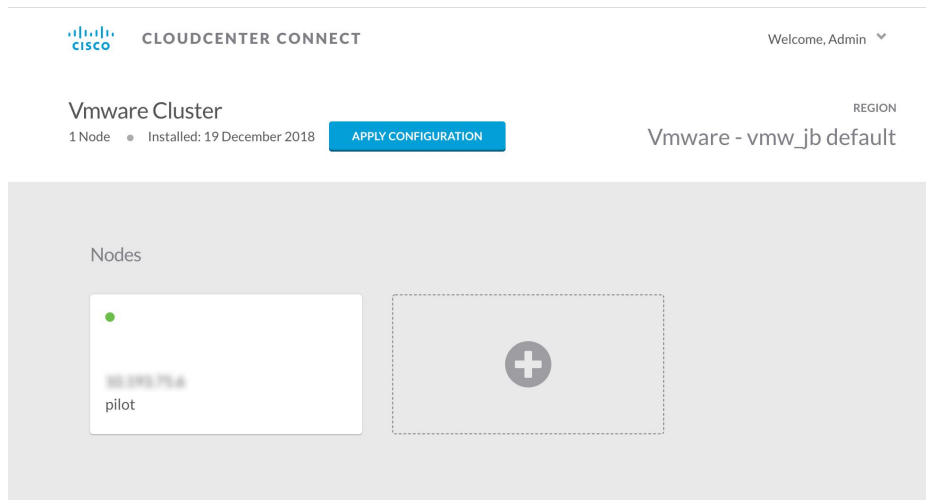 CISCO
CLOUDCENTER CONNECT
Welcome, Admin
Vmware Cluster
REGION
1 Node
Installed: 19 December 2018
APPLY CONFIGURATION
Vmware - vmw_jb default
Nodes
pilot